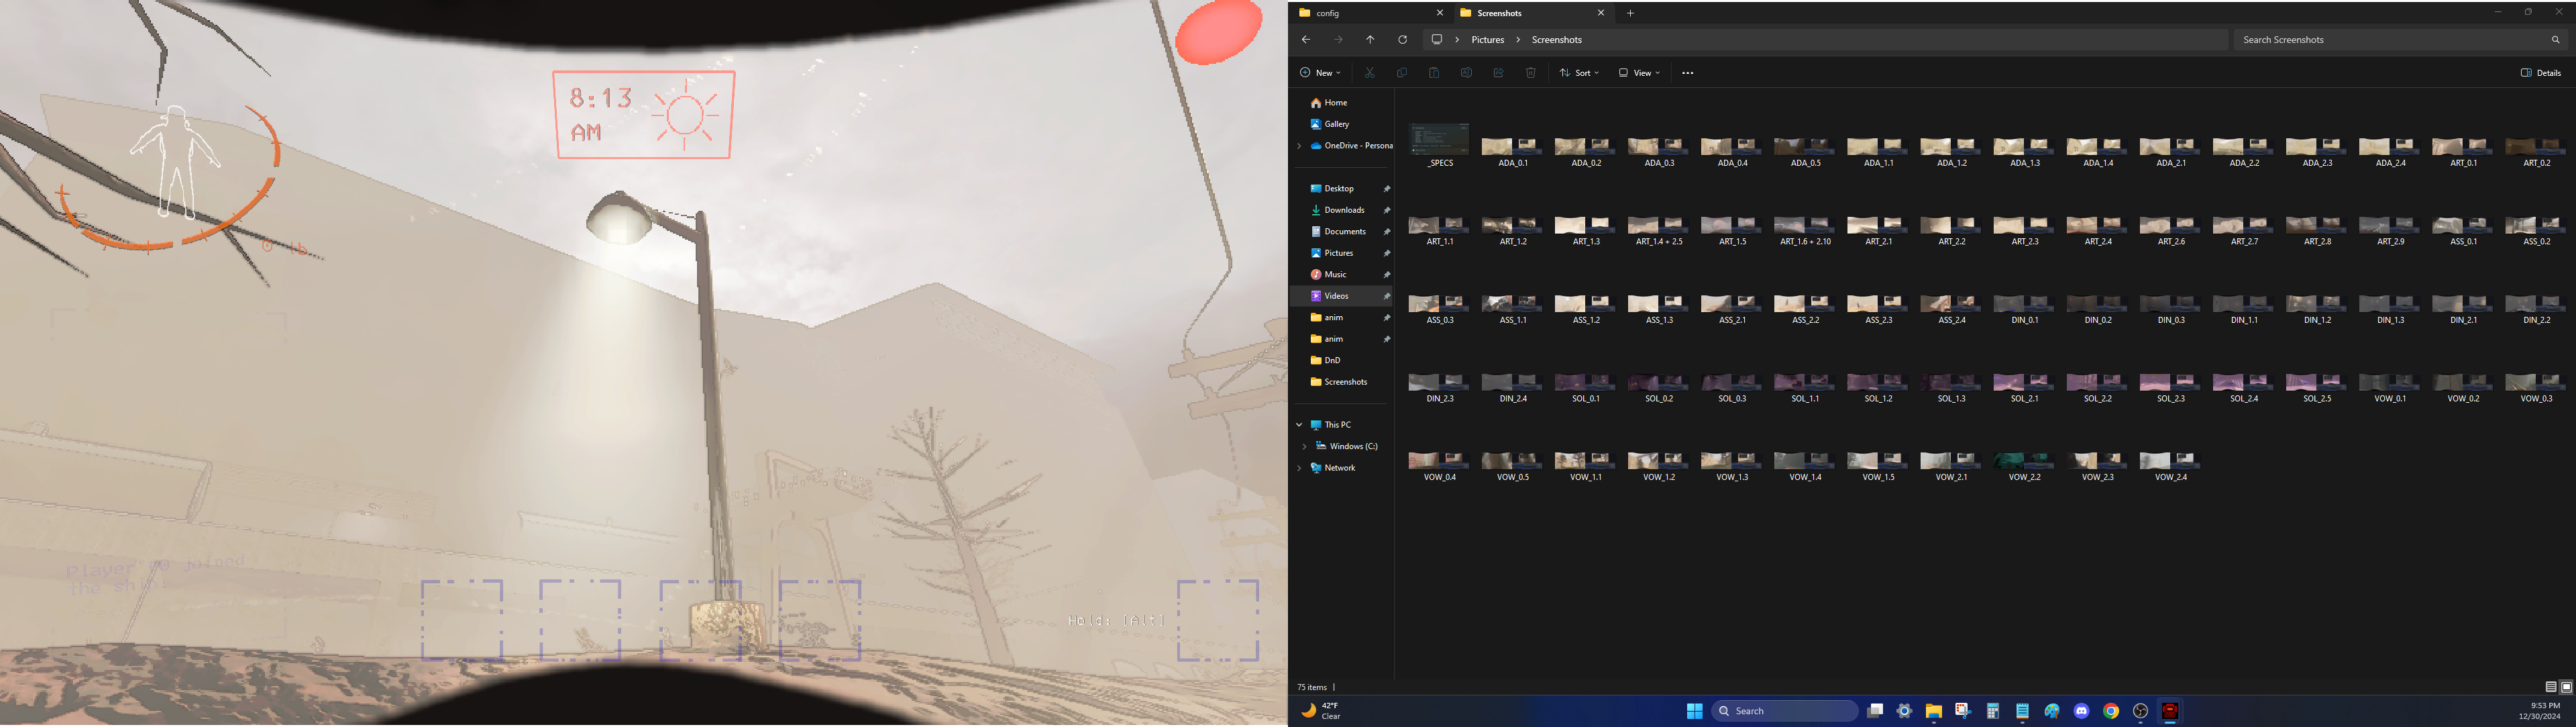 8:13
AM
0 lb
Player #0 joined
the ship.
Hold: [Alt]
config
Screenshots
Pictures
Screenshots
Search Screenshots
New
Sort
View
Details
Home
Gallery
OneDrive - Persona
Desktop
Downloads
Documents
Pictures
Music
Videos
anim
anim
DnD
Screenshots
This PC
Windows (C:)
Network
_SPECS
ADA_0.1
ADA_0.2
ADA_0.3
ADA_0.4
ADA_0.5
ADA_1.1
ADA_1.2
ADA_1.3
ADA_1.4
ADA_2.1
ADA_2.2
ADA_2.3
ADA_2.4
ART_0.1
ART_0.2
ART_1.1
ART_1.2
ART_1.3
ART_1.4 + 2.5
ART_1.5
ART_1.6 + 2.10
ART_2.1
ART_2.2
ART_2.3
ART_2.4
ART_2.6
ART_2.7
ART_2.8
ART_2.9
ASS_0.1
ASS_0.2
ASS_0.3
ASS_1.1
ASS_1.2
ASS_1.3
ASS_2.1
ASS_2.2
ASS_2.3
ASS_2.4
DIN_0.1
DIN_0.2
DIN_0.3
DIN_1.1
DIN_1.2
DIN_1.3
DIN_2.1
DIN_2.2
DIN_2.3
DIN_2.4
SOL_0.1
SOL_0.2
SOL_0.3
SOL_1.1
SOL_1.2
SOL_1.3
SOL_2.1
SOL_2.2
SOL_2.3
SOL_2.4
SOL_2.5
VOW_0.1
VOW_0.2
VOW_0.3
VOW_0.4
VOW_0.5
VOW_1.1
VOW_1.2
VOW_1.3
VOW_1.4
VOW_1.5
VOW_2.1
VOW_2.2
VOW_2.3
VOW_2.4
75 items
42°F
Clear
Search
9:53 PM
12/30/2024